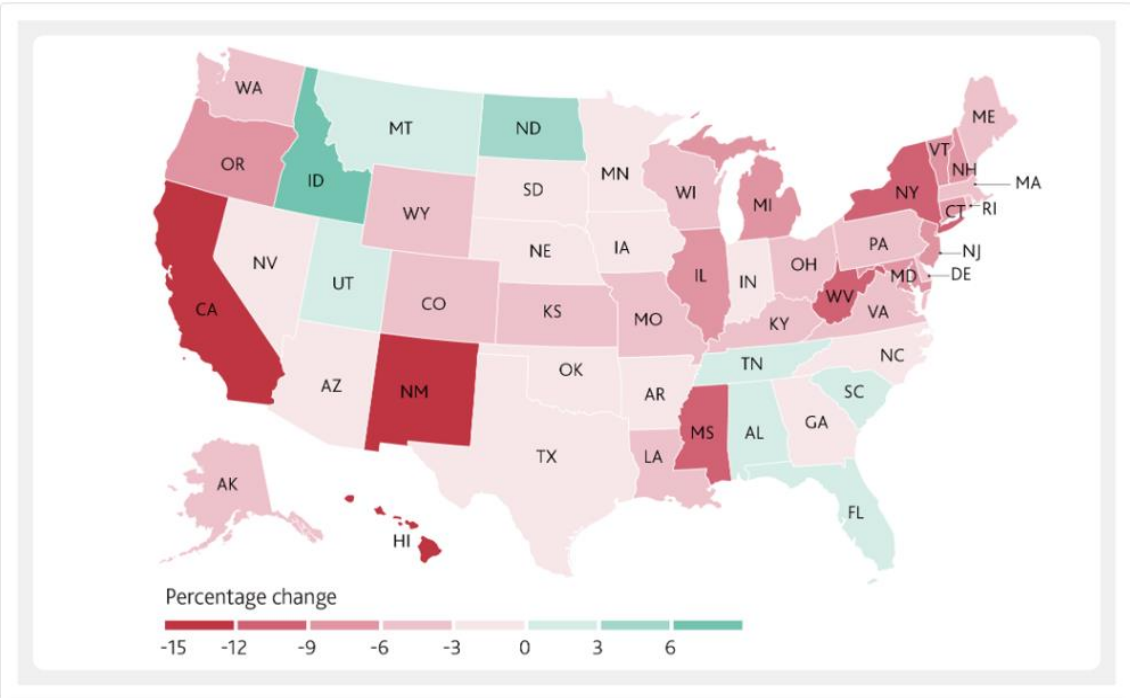 WA
MT
ND
ME
OR
ID
MN
VT
NH
SD
WI
MI
NY
MA
WY
CT
RI
NE
IA
PA
NV
UT
CO
IL
IN
OH
NJ
MD
DE
CA
KS
MO
WV
VA
KY
AZ
NM
OK
AR
TN
NC
SC
TX
LA
MS
AL
GA
AK
FL
HI
Percentage change
-15 -12 -9 -6 -3 0 3 6